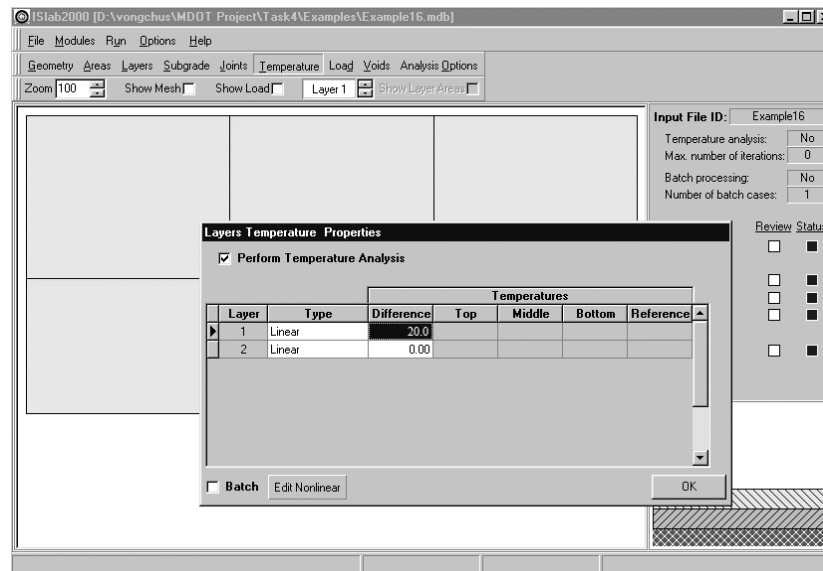 ISlab2000 [D:\vongchus\MDOT Project\Task4\Examples\Example16.mdb]
File Modules Run Options Help
Geometry Areas Layers Subgrade Joints Temperature Load Voids Analysis Options
Zoom 100 Show Mesh Show Load Layer 1 Show Layer Areas
Input File ID: Example16
Temperature analysis: No
Max. number of iterations: 0
Batch processing: No
Number of batch cases: 1
Review Status
Layers Temperature Properties
Perform Temperature Analysis
Temperatures
Layer Type Difference Top Middle Bottom Reference
1 Linear 20.0
2 Linear 0.00
Batch Edit Nonlinear OK